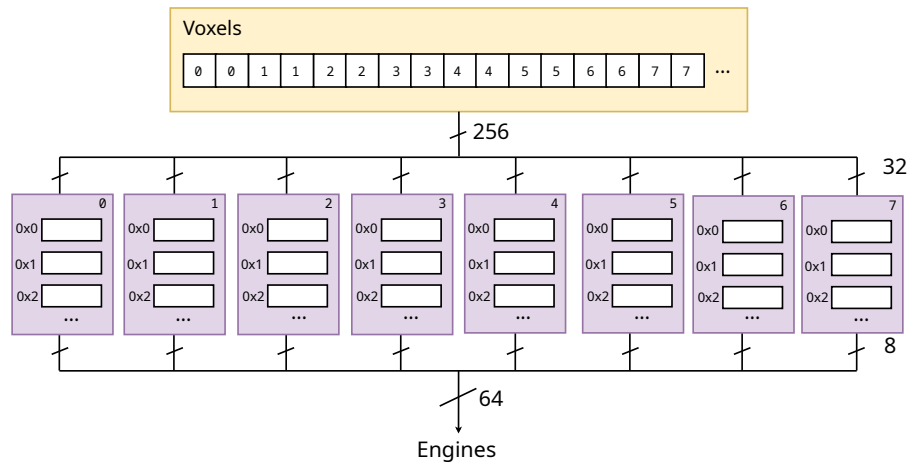 Voxels
0 0 1 1 2 2 3 3 4 4 5 5 6 6 7 7 ...
256
32
0 1 2 3 4 5 6 7
0x0 0x0 0x0 0x0 0x0 0x0 0x0 0x0
0x1 0x1 0x1 0x1 0x1 0x1 0x1 0x1
0x2 0x2 0x2 0x2 0x2 0x2 0x2 0x2
... ... ... ... ... ... ... ...
8
64
Engines